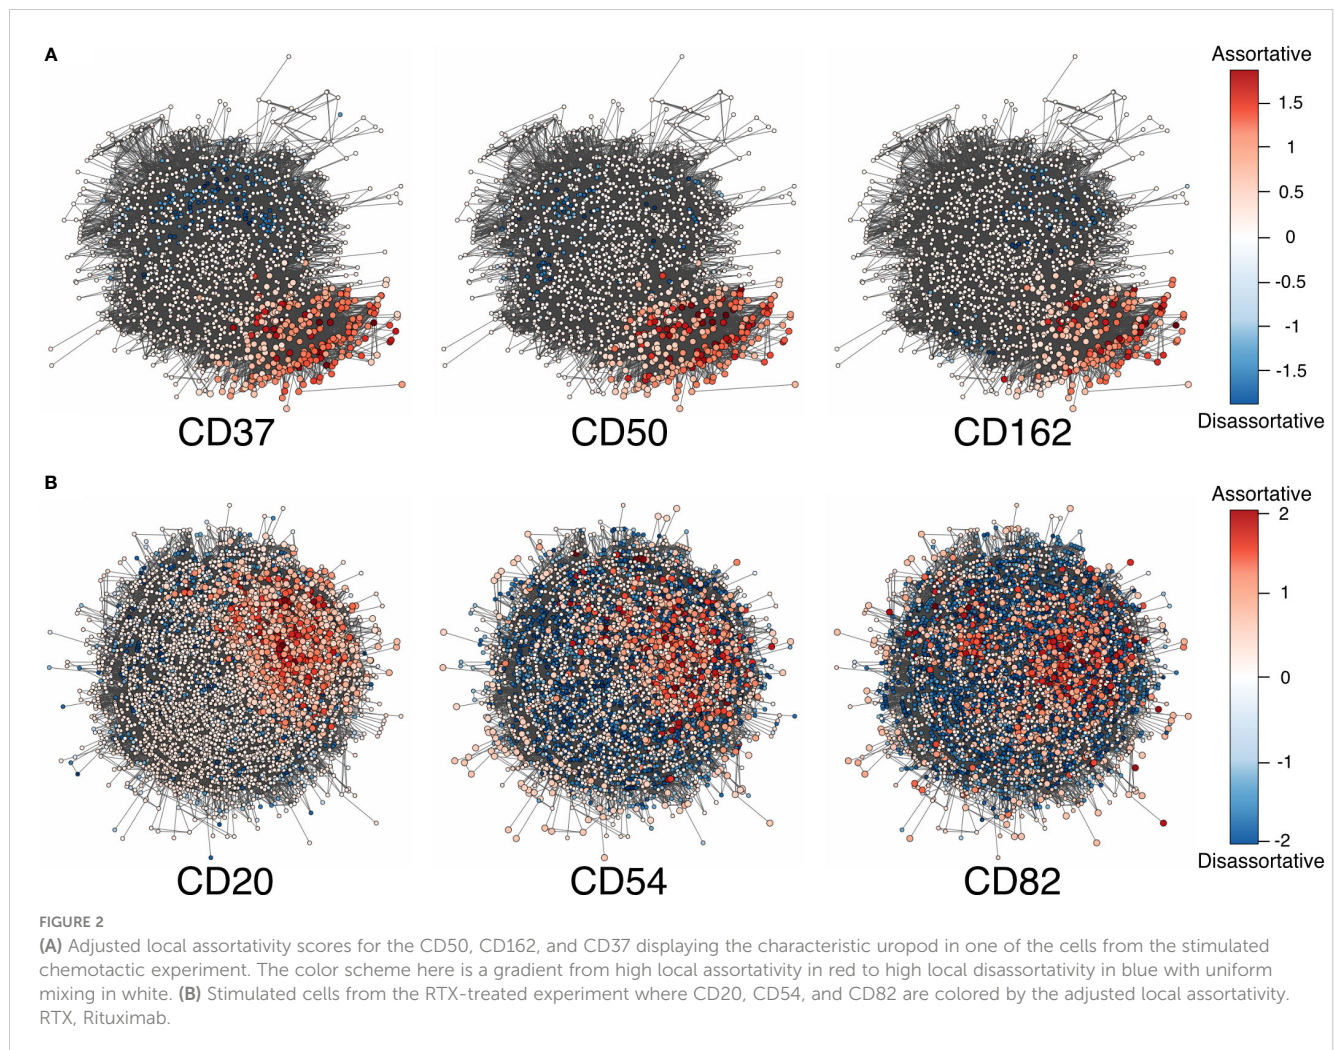 A
Assortative
1.5
1
0.5
0
-0.5
-1
-1.5
Disassortative
CD37 CD50 CD162
B
Assortative
2
1
0
-1
-2
Disassortative
CD20 CD54 CD82
FIGURE 2
(A) Adjusted local assortativity scores for the CD50, CD162, and CD37 displaying the characteristic uropod in one of the cells from the stimulated
chemotactic experiment. The color scheme here is a gradient from high local assortativity in red to high local disassortativity in blue with uniform
mixing in white. (B) Stimulated cells from the RTX-treated experiment where CD20, CD54, and CD82 are colored by the adjusted local assortativity.
RTX, Rituximab.